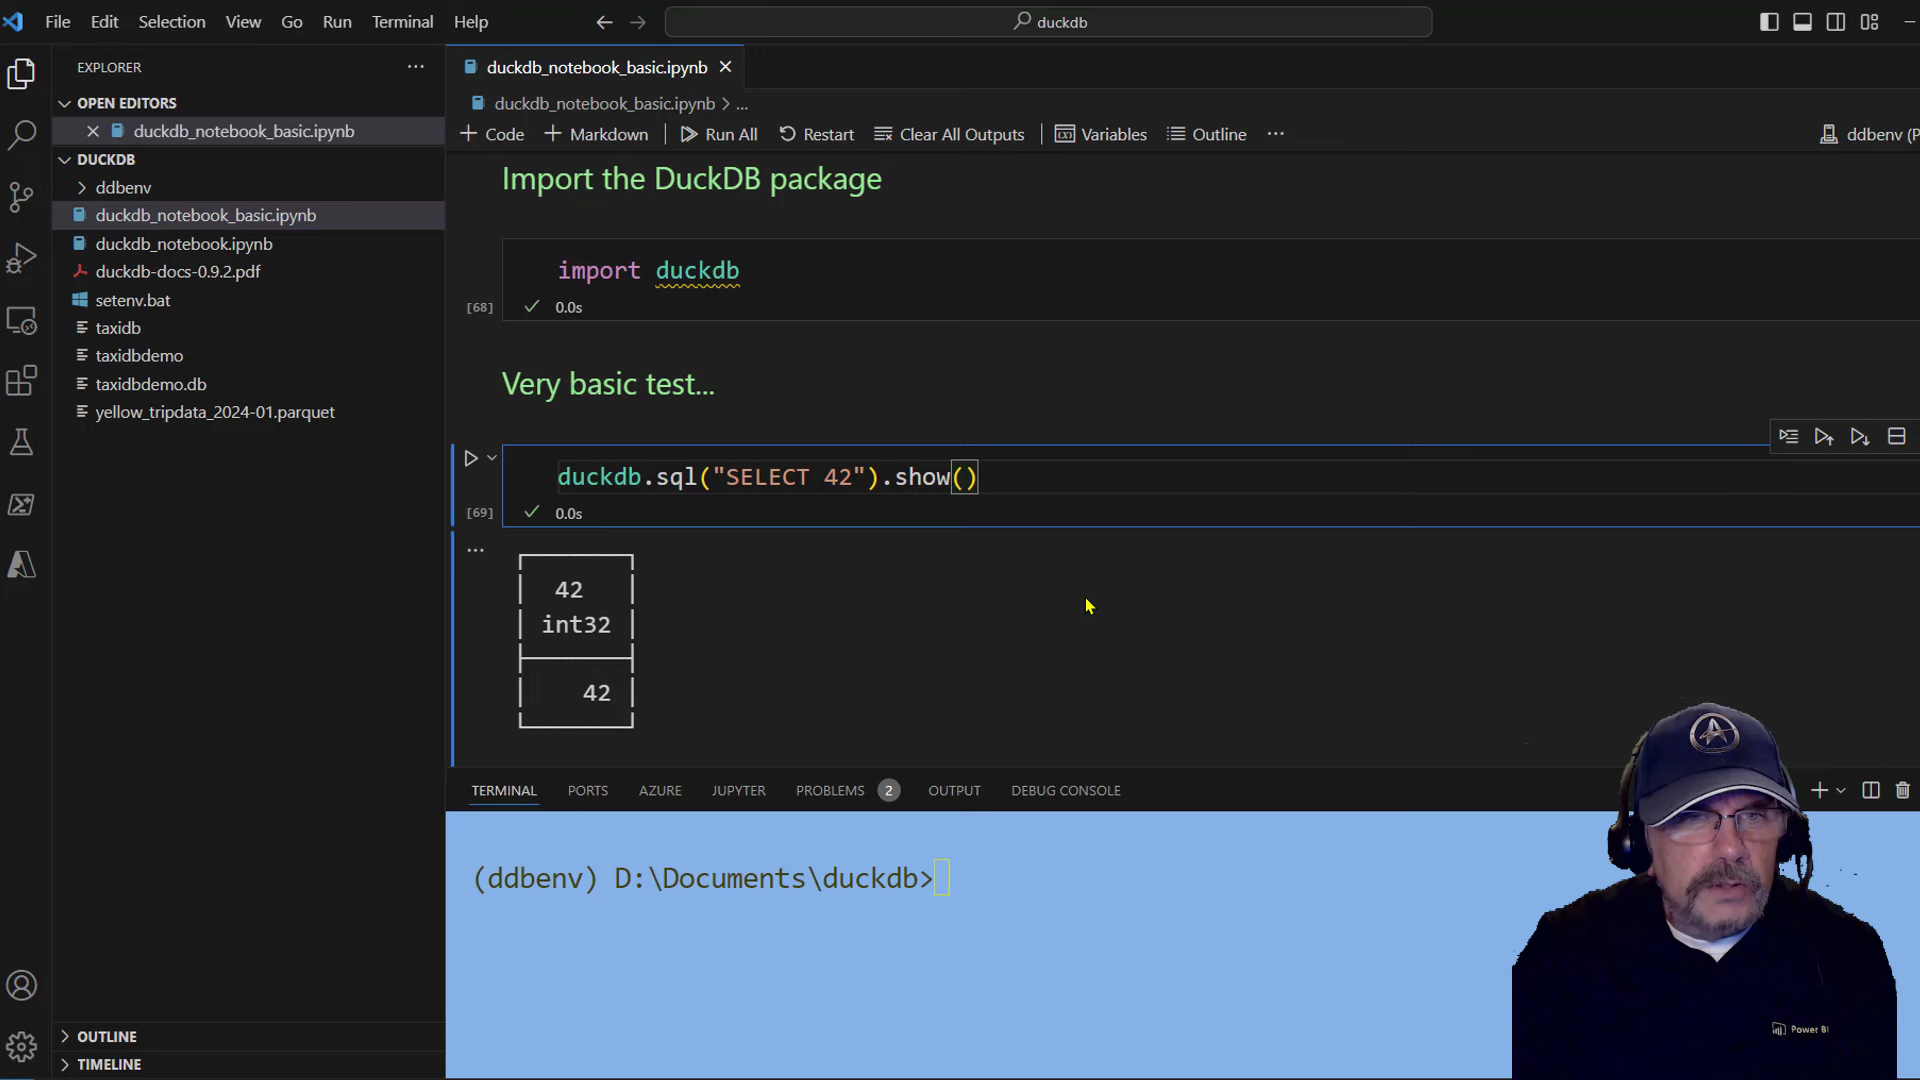 File Edit Selection View Go Run Terminal Help
duckdb
EXPLORER
OPEN EDITORS
duckdb_notebook_basic.ipynb
DUCKDB
ddbenv
duckdb_notebook_basic.ipynb
duckdb_notebook.ipynb
duckdb-docs-0.9.2.pdf
setenv.bat
taxidb
taxidbdemo
taxidbdemo.db
yellow_tripdata_2024-01.parquet
OUTLINE
TIMELINE
duckdb_notebook_basic.ipynb
duckdb_notebook_basic.ipynb > ...
+ Code + Markdown Run All Restart Clear All Outputs Variables Outline ... ddbenv (P
Import the DuckDB package
import duckdb
[68] 0.0s
Very basic test...
duckdb.sql("SELECT 42").show()
[69] 0.0s
42
int32
42
TERMINAL PORTS AZURE JUPYTER PROBLEMS 2 OUTPUT DEBUG CONSOLE
(ddbenv) D:\Documents\duckdb>
Power BI